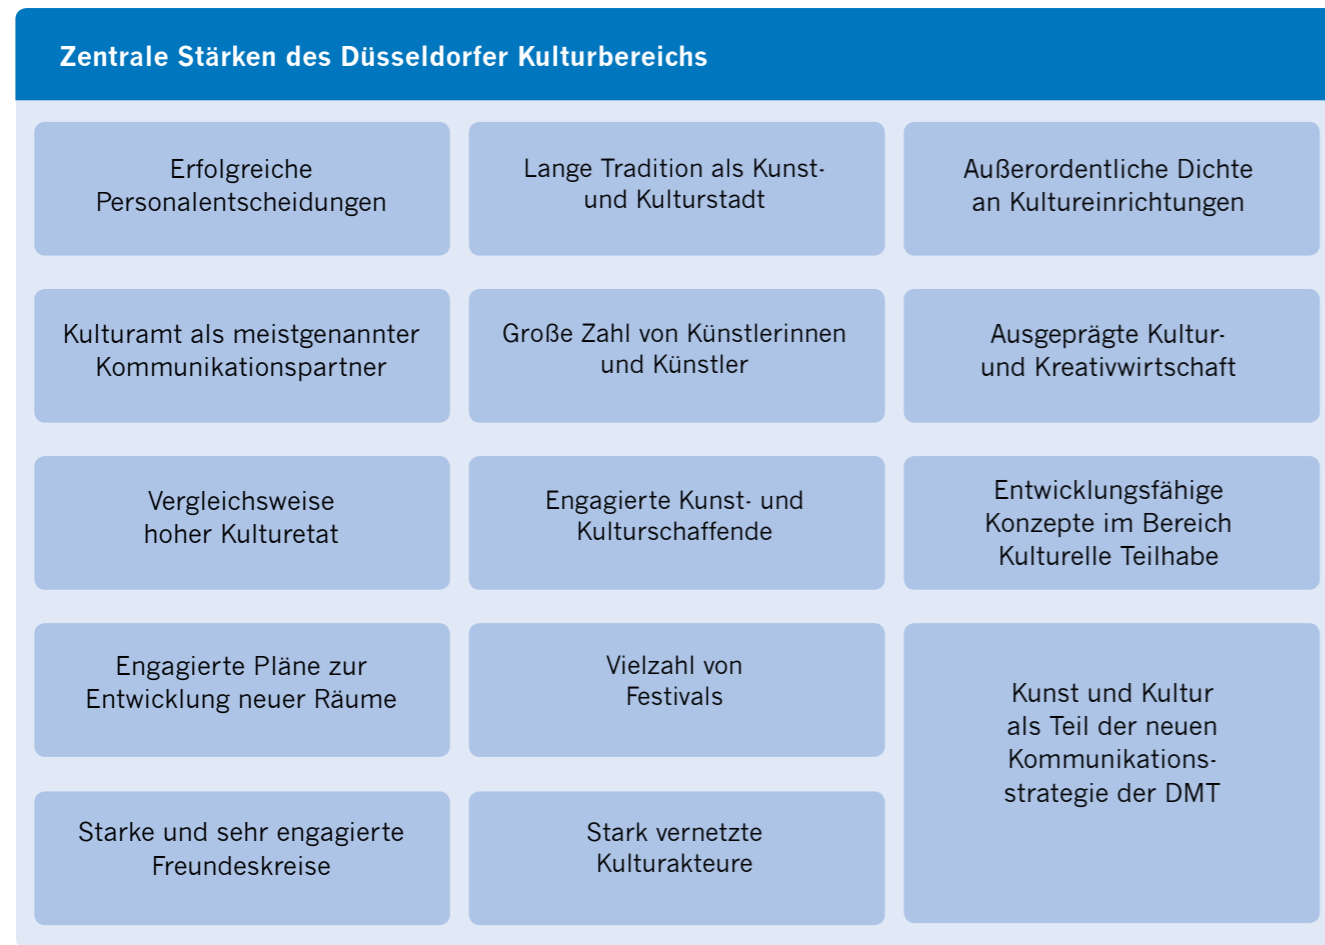 Zentrale Stärken des Düsseldorfer Kulturbereichs
Erfolgreiche
Personalentscheidungen
Lange Tradition als Kunst-
und Kulturstadt
Außerordentliche Dichte
an Kultureinrichtungen
Kulturamt als meistgenannter
Kommunikationspartner
Große Zahl von Künstlerinnen
und Künstler
Ausgeprägte Kultur-
und Kreativwirtschaft
Vergleichsweise
hoher Kulturetat
Engagierte Kunst- und
Kulturschaffende
Entwicklungsfähige
Konzepte im Bereich
Kulturelle Teilhabe
Engagierte Pläne zur
Entwicklung neuer Räume
Vielzahl von
Festivals
Kunst und Kultur
als Teil der neuen
Kommunikations-
strategie der DMT
Starke und sehr engagierte
Freundeskreise
Stark vernetzte
Kulturakteure